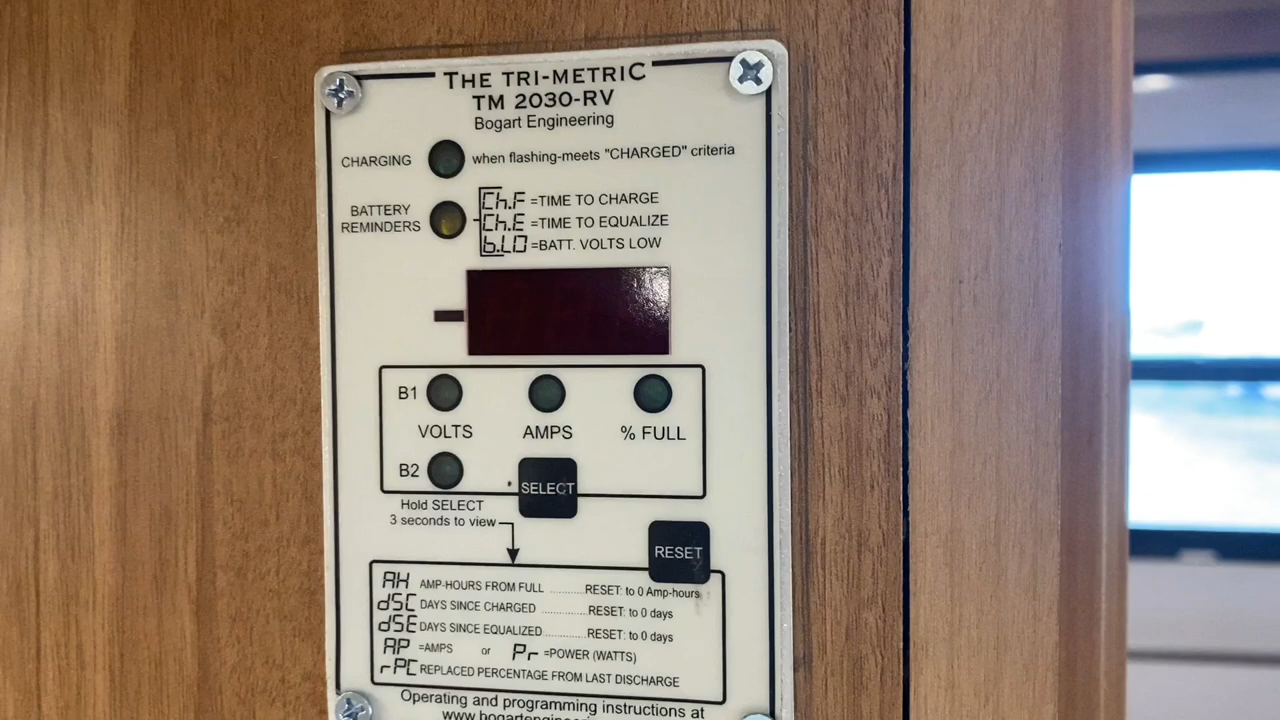 THE TRI-METRIC
TM 2030-RV
Bogart Engineering
CHARGING when flashing-meets "CHARGED" criteria
BATTERY REMINDERS
Ch.F =TIME TO CHARGE
Ch.E =TIME TO EQUALIZE
b.LO =BATT. VOLTS LOW
B1
VOLTS AMPS % FULL
B2
SELECT
Hold SELECT
3 seconds to view
RESET
AH AMP-HOURS FROM FULL ..........RESET: to 0 Amp-hours
dSC DAYS SINCE CHARGED ..............RESET: to 0 days
dSE DAYS SINCE EQUALIZED.............RESET: to 0 days
AP =AMPS or Pr =POWER (WATTS)
rPC REPLACED PERCENTAGE FROM LAST DISCHARGE
Operating and programming instructions at